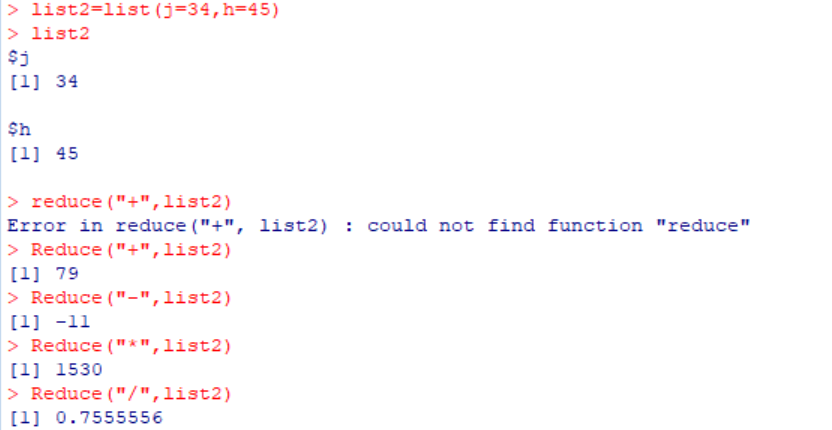 > list2=list(j=34,h=45)
> list2
$j
[1] 34
$h
[1] 45
> reduce("+",list2)
Error in reduce("+", list2) : could not find function "reduce"
> Reduce("+",list2)
[1] 79
> Reduce("-",list2)
[1] -11
> Reduce("*",list2)
[1] 1530
> Reduce("/",list2)
[1] 0.7555556